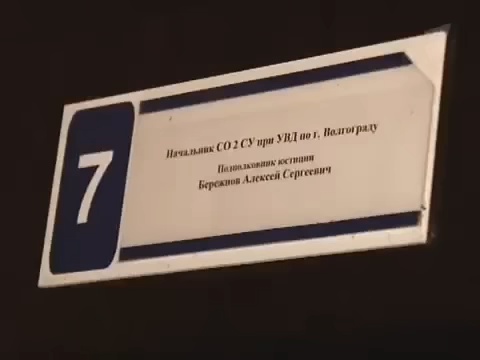 7
Начальник СО 2 СУ при УВД по г. Волгограду
Подполковник юстиции
Бережнов Алексей Сергеевич